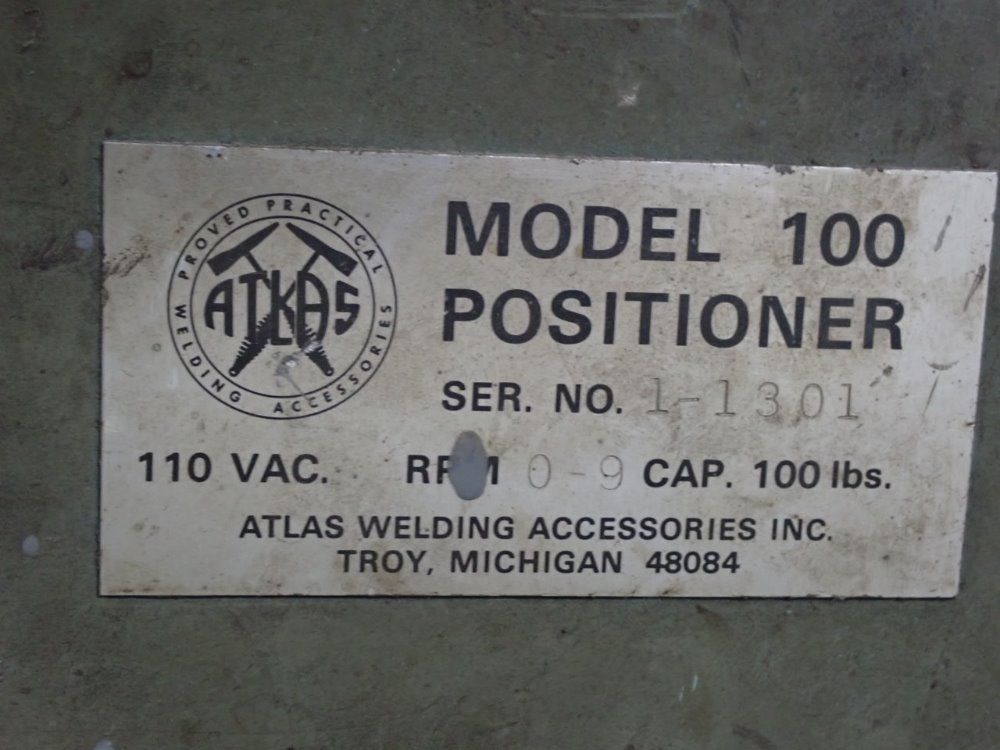 PROVED PRACTICAL
ATLAS
WELDING ACCESSORIES
MODEL 100
POSITIONER
SER. NO. 1-1301
110 VAC. RPM 0-9 CAP. 100 lbs.
ATLAS WELDING ACCESSORIES INC.
TROY, MICHIGAN 48084